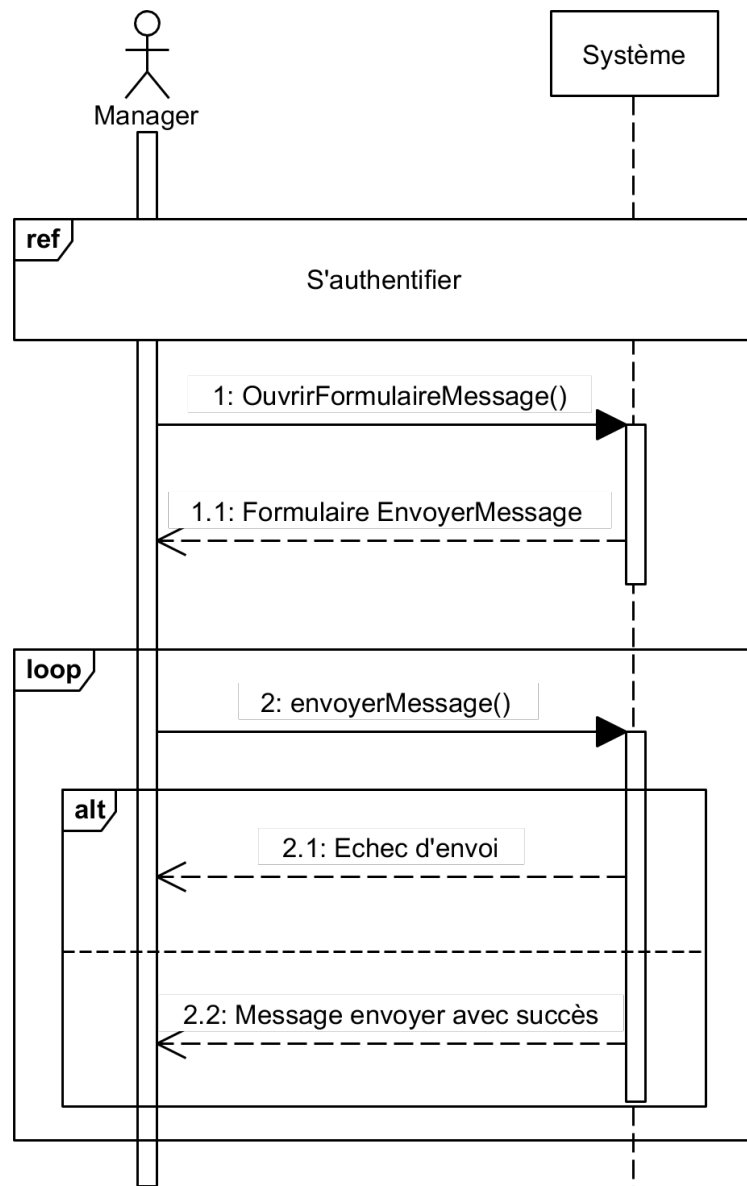 Manager
Système
ref
S'authentifier
1: OuvrirFormulaireMessage()
1.1: Formulaire EnvoyerMessage
loop
2: envoyerMessage()
alt
2.1: Echec d'envoi
2.2: Message envoyer avec succès